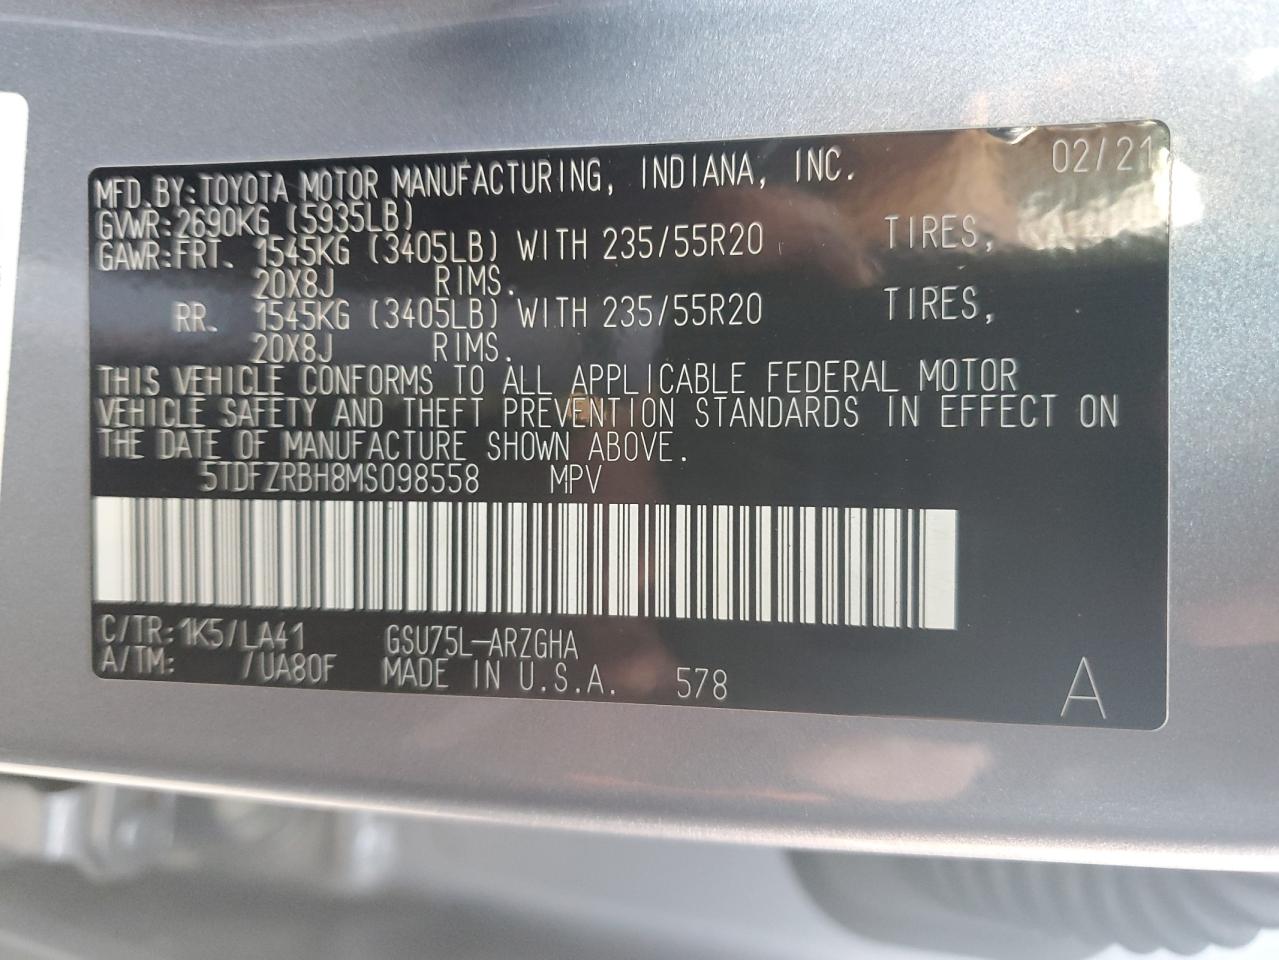 MFD.BY:TOYOTA MOTOR MANUFACTURING, INDIANA, INC. 02/21
GVWR:2690KG (5935LB)
GAWR:FRT. 1545KG (3405LB) WITH 235/55R20 TIRES,
20X8J RIMS.
RR. 1545KG (3405LB) WITH 235/55R20 TIRES,
20X8J RIMS.
THIS VEHICLE CONFORMS TO ALL APPLICABLE FEDERAL MOTOR
VEHICLE SAFETY AND THEFT PREVENTION STANDARDS IN EFFECT ON
THE DATE OF MANUFACTURE SHOWN ABOVE.
5TDFZRBH8MS098558 MPV
C/TR:1K5/LA41 GSU75L-ARZGHA
A/TM: /UA80F MADE IN U.S.A. 578 A